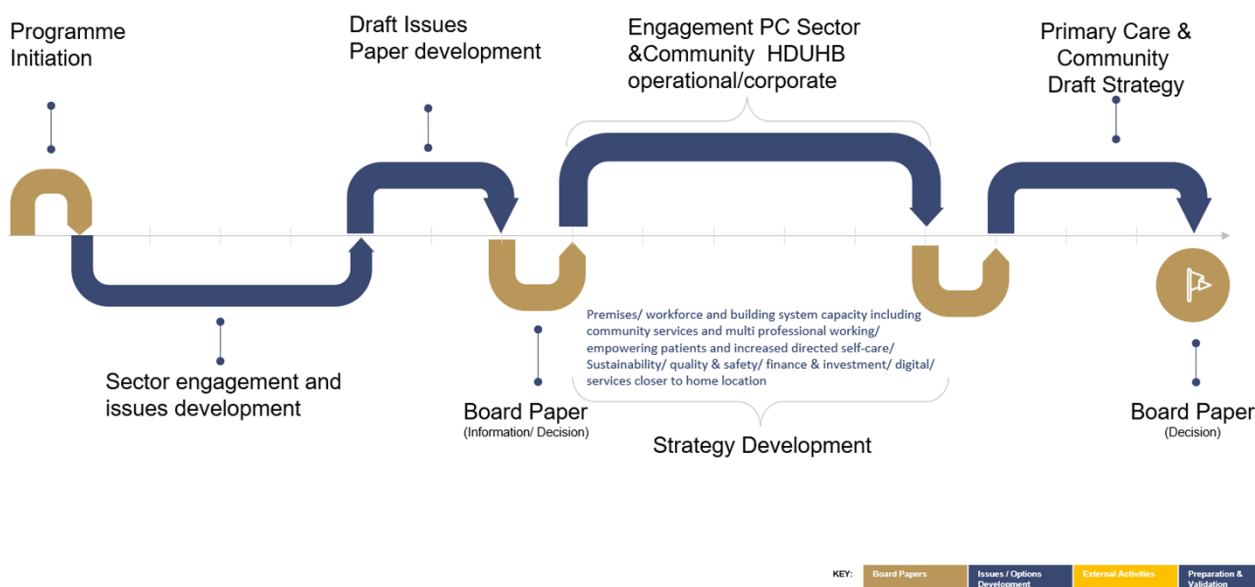 Programme
Initiation
Draft Issues
Paper development
Engagement PC Sector
&Community  HDUHB
operational/corporate
Primary Care &
Community
Draft Strategy
Sector engagement and
issues development
Board Paper
(Information/ Decision)
Premises/ workforce and building system capacity including
community services and multi professional working/
empowering patients and increased directed self-care/
Sustainability/ quality & safety/ finance & investment/ digital/
services closer to home location
Strategy Development
Board Paper
(Decision)
KEY:
Board Papers
Issues / Options
Development
External Activities
Preparation &
Validation